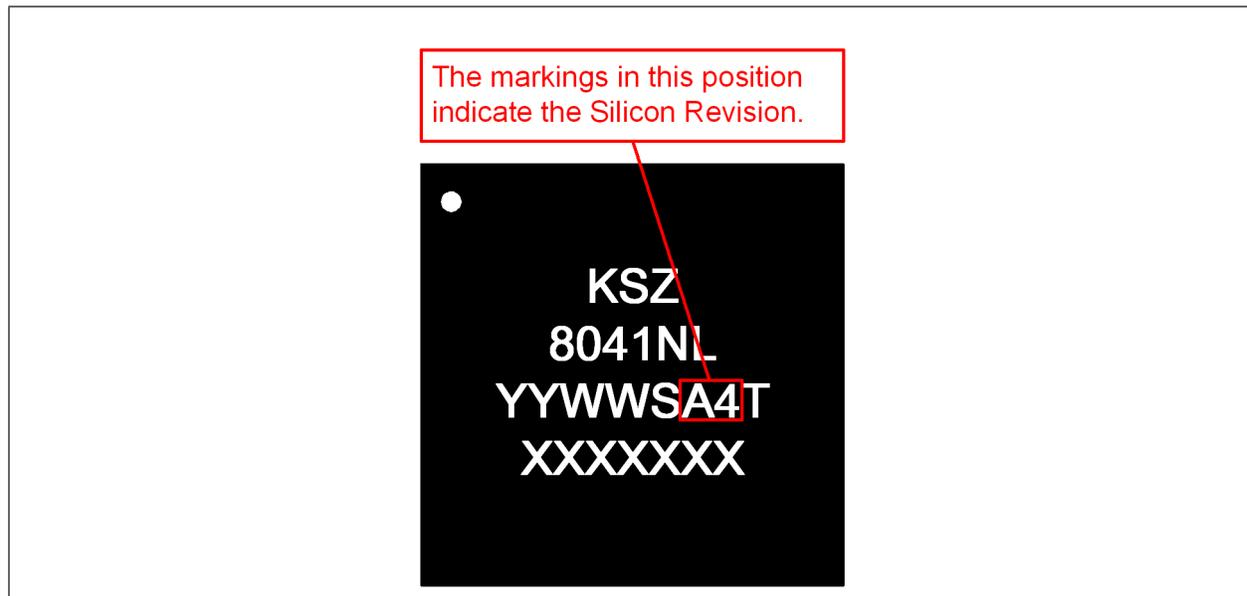 The markings in this position
indicate the Silicon Revision.
KSZ
8041NL
YYWWSA4T
XXXXXXX